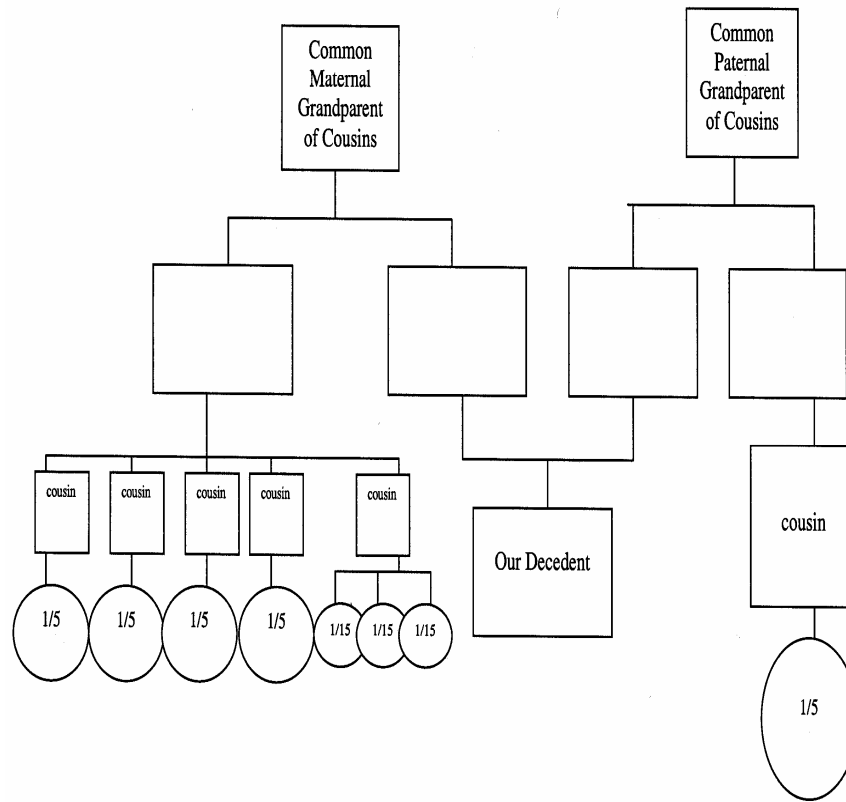 Common
Maternal
Grandparent
of Cousins
Common
Paternal
Grandparent
of Cousins
cousin
cousin
cousin
cousin
cousin
Our Decedent
cousin
1/5
1/5
1/5
1/5
1/15
1/15
1/15
1/5